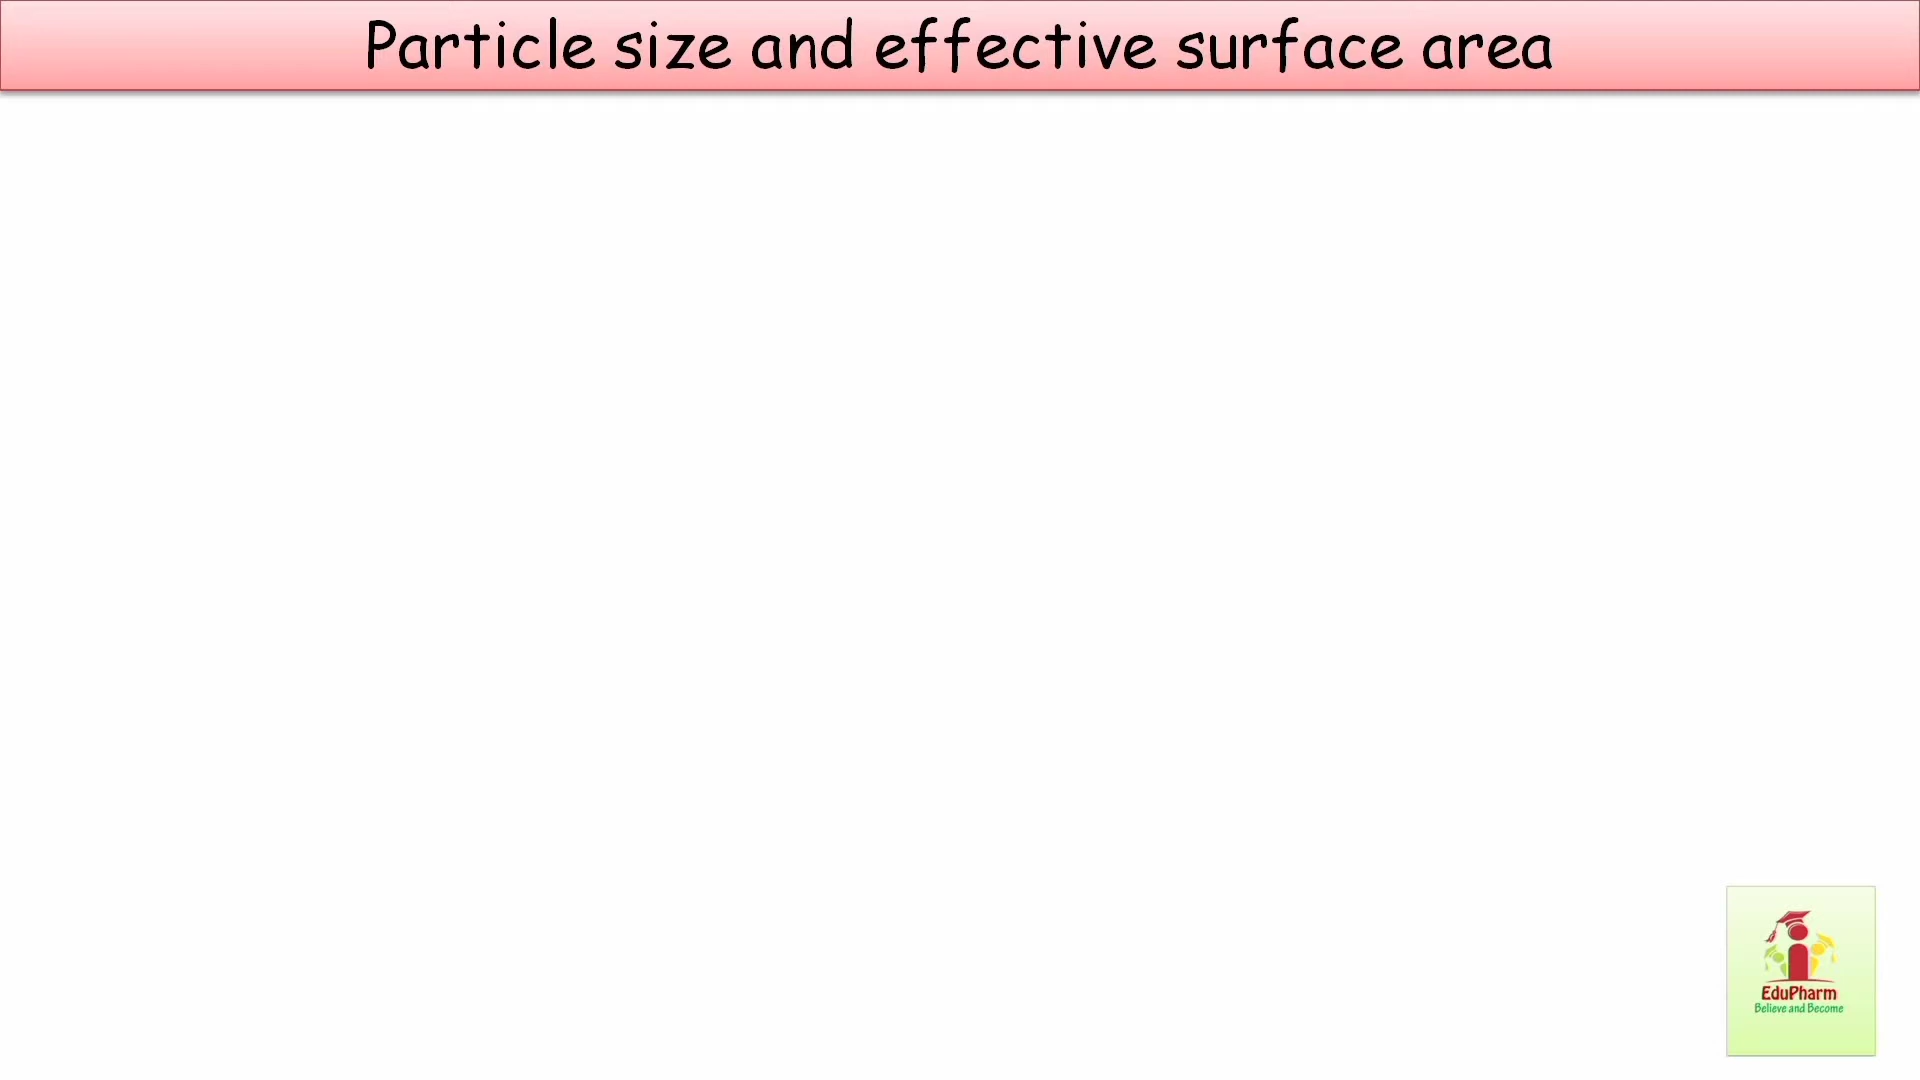 Particle size and effective surface area
EduPharm
Believe and Become